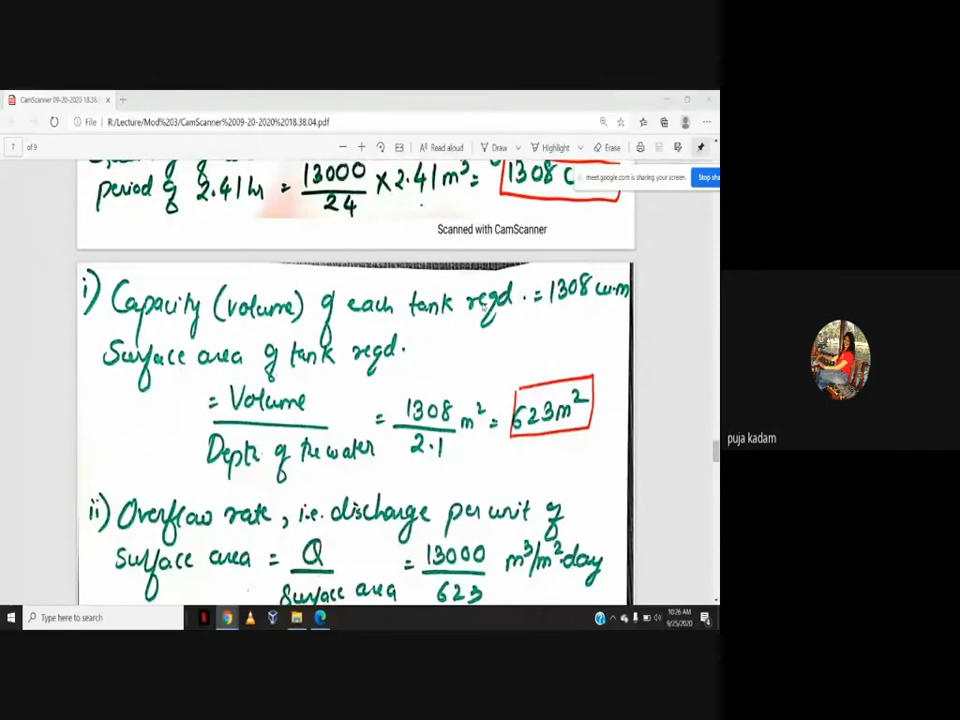 CamScanner 09-20-2020 18.38
File R:/Lecture/Mod%203/CamScanner%2009-20-2020%2018.38.04.pdf
7 of 9
Read aloud Draw Highlight Erase
meet.google.com is sharing your screen. Stop sha
period of 2.41 hr = 13000/24 × 2.41 m³ = 1308 C
Scanned with CamScanner
i) Capacity (volume) of each tank reqd. = 1308 cu.m
Surface area of tank reqd.
= Volume / Depth of the water = 1308/2.1 m² = 623m²
ii) Overflow rate, i.e. discharge per unit of
surface area = Q / Surface area = 13000/623 m³/m²·day
puja kadam
Type here to search
10:26 AM
9/25/2020